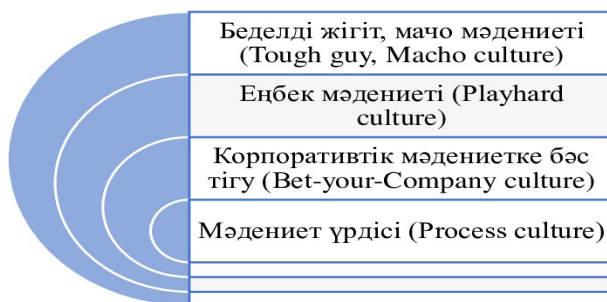 Беделді жігіт, мачо мәдениеті
(Tough guy, Macho culture)
Еңбек мәдениеті (Playhard
culture)
Корпоративтік мәдениетке бәс
тігу (Bet-your-Company culture)
Мәдениет үрдісі (Process culture)